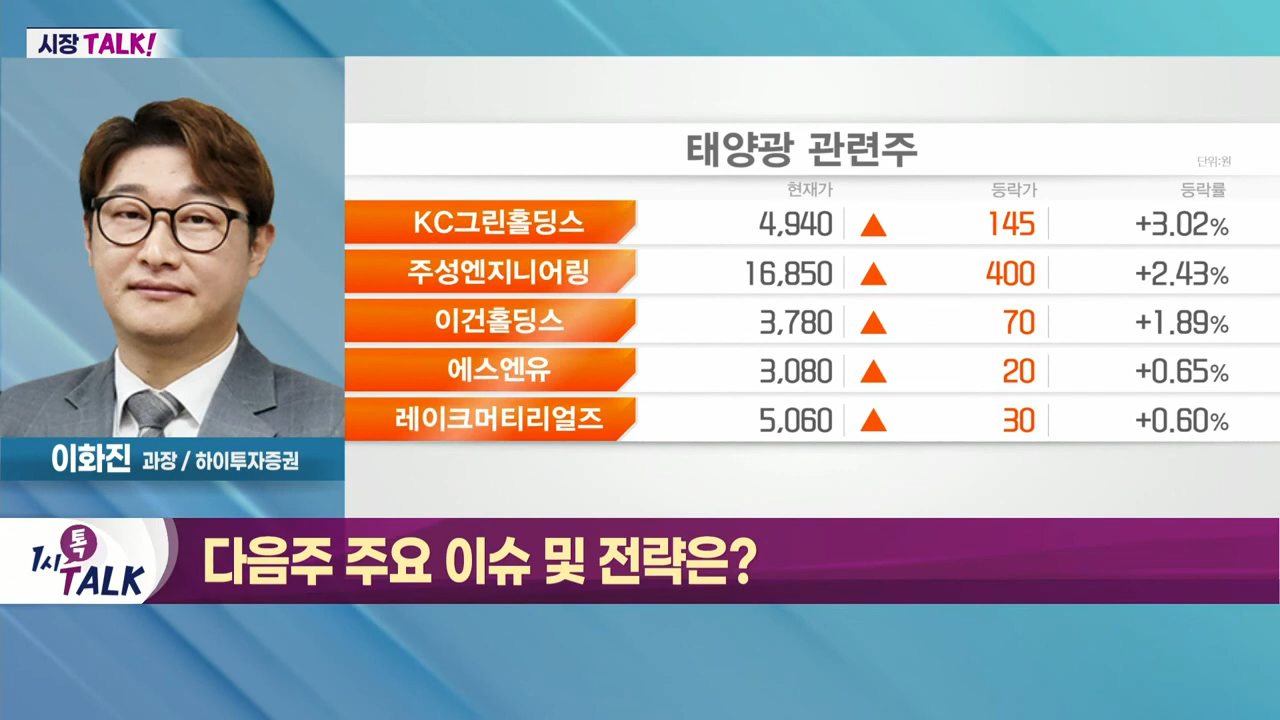 시장 TALK!
태양광 관련주
단위:원
현재가 등락가 등락률
KC그린홀딩스 4,940 ▲ 145 +3.02%
주성엔지니어링 16,850 ▲ 400 +2.43%
이건홀딩스 3,780 ▲ 70 +1.89%
에스엔유 3,080 ▲ 20 +0.65%
레이크머티리얼즈 5,060 ▲ 30 +0.60%
이화진 과장 / 하이투자증권
1시 톡 TALK
다음주 주요 이슈 및 전략은?